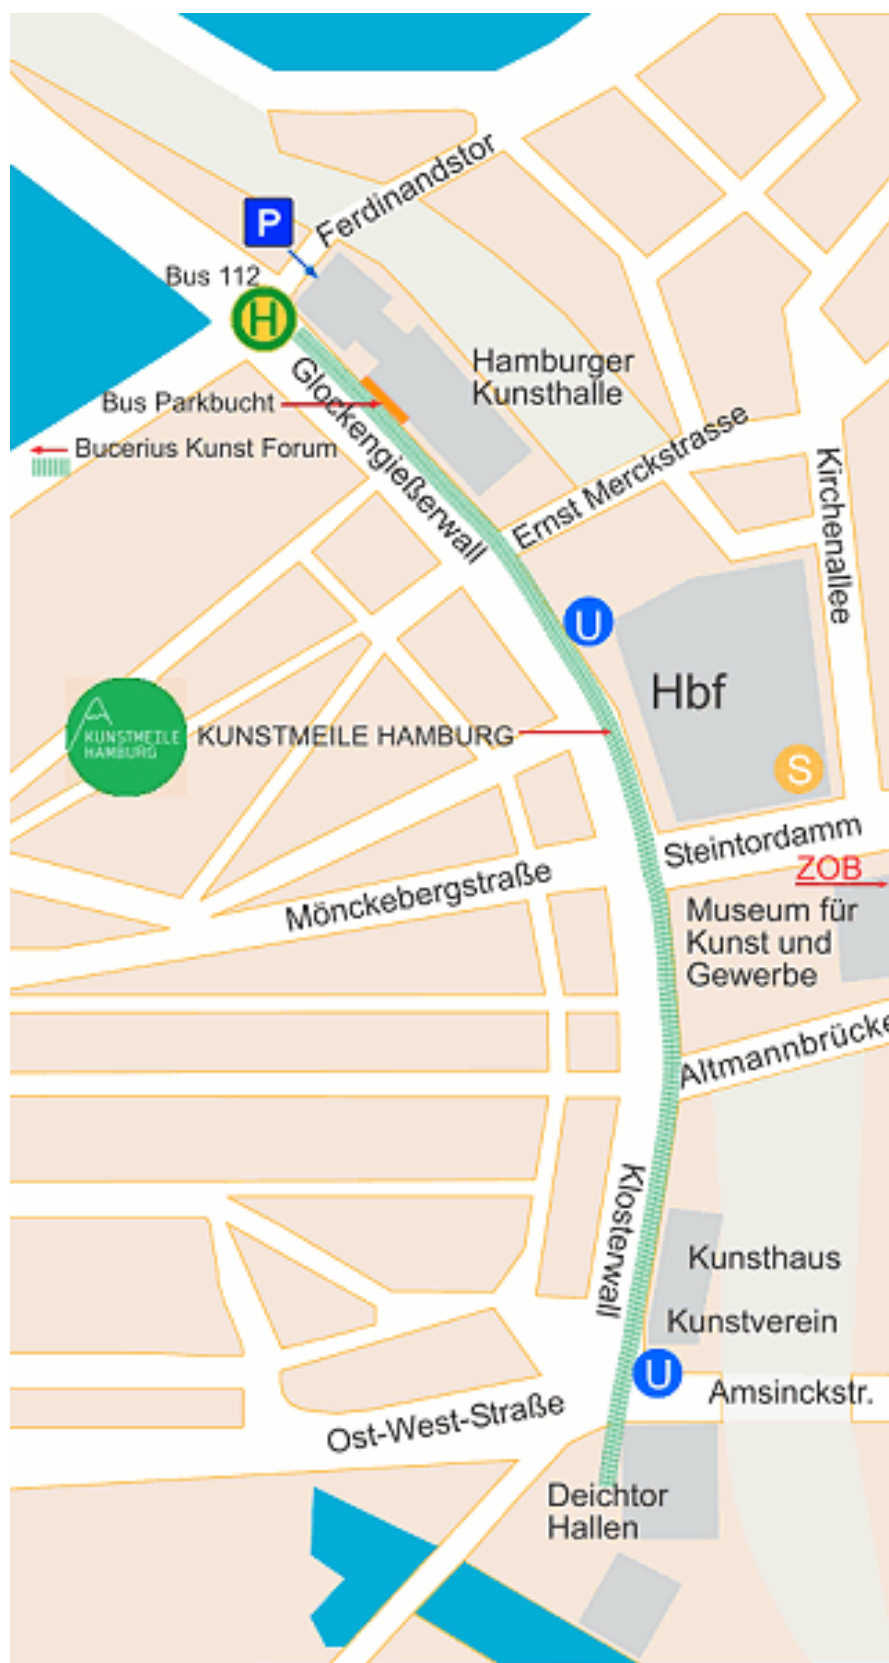 Ferdinandstor
P
Bus 112
H
Hamburger
Kunsthalle
Glockengießerwall
Bus Parkbucht
Bucerius Kunst Forum
Ernst Merckstrasse
Kirchenallee
U
Hbf
KUNSTMEILE
HAMBURG
KUNSTMEILE HAMBURG
S
Steintordamm
ZOB
Mönckebergstraße
Museum für
Kunst und
Gewerbe
Altmannbrücke
Klosterwall
Kunsthaus
Kunstverein
U
Amsinckstr.
Ost-West-Straße
Deichtor
Hallen